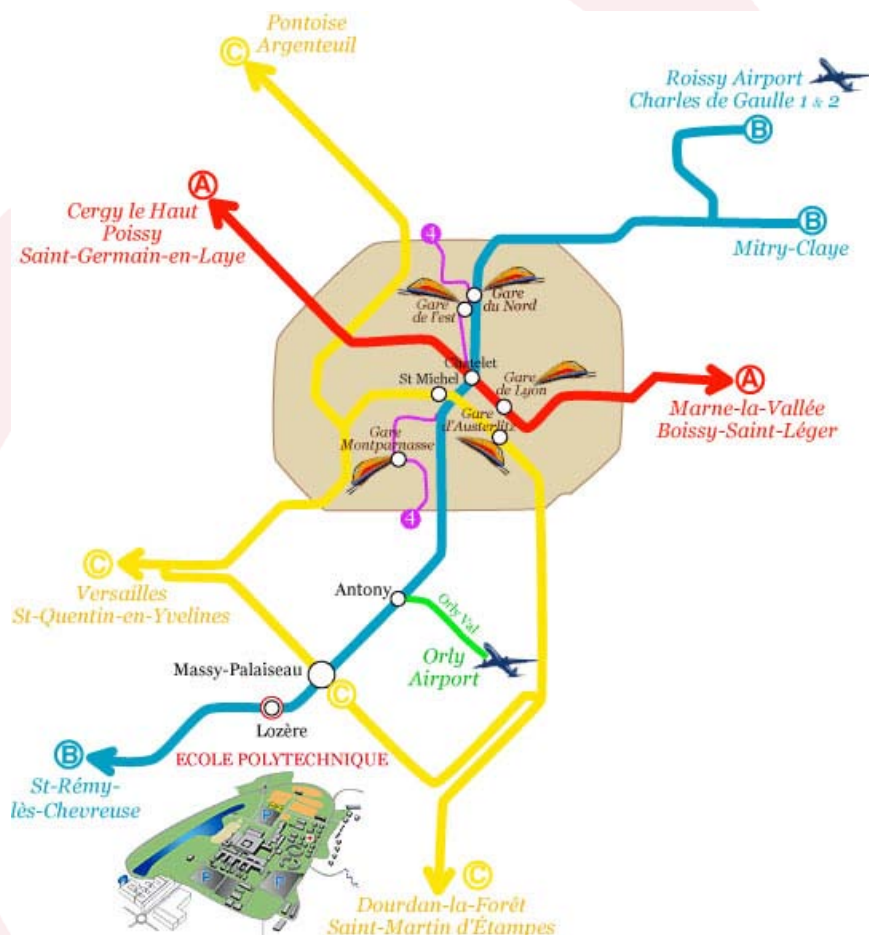 Pontoise
Argenteuil
C
Roissy Airport
Charles de Gaulle 1 & 2
B
A
Cergy le Haut
Poissy
Saint-Germain-en-Laye
B
Mitry-Claye
4
Gare
du Nord
Gare
de l'est
Chatelet
St Michel
Gare
de Lyon
A
Marne-la-Vallée
Boissy-Saint-Léger
Gare
d'Austerlitz
Gare
Montparnasse
4
C
Versailles
St-Quentin-en-Yvelines
Antony
Orly Val
Orly
Airport
Massy-Palaiseau
C
Lozère
B
St-Rémy-
lès-Chevreuse
ECOLE POLYTECHNIQUE
P
P
P
C
Dourdan-la-Forêt
Saint-Martin d'Étampes